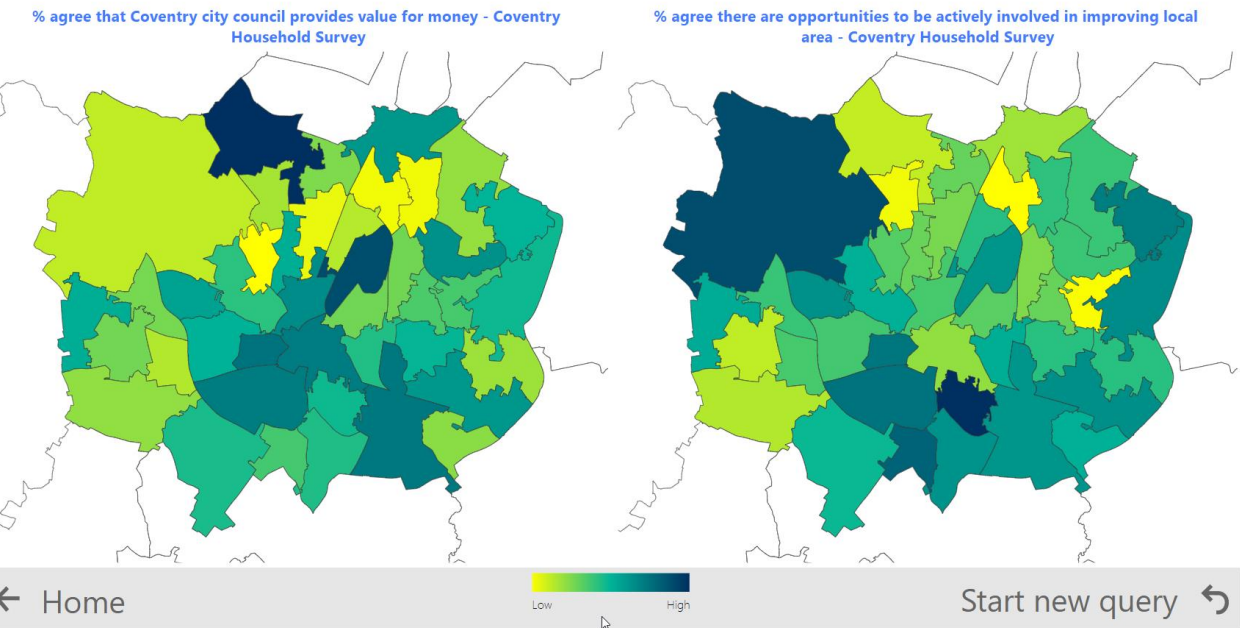 % agree that Coventry city council provides value for money - Coventry
Household Survey
% agree there are opportunities to be actively involved in improving local
area - Coventry Household Survey
Home
Low
High
Start new query